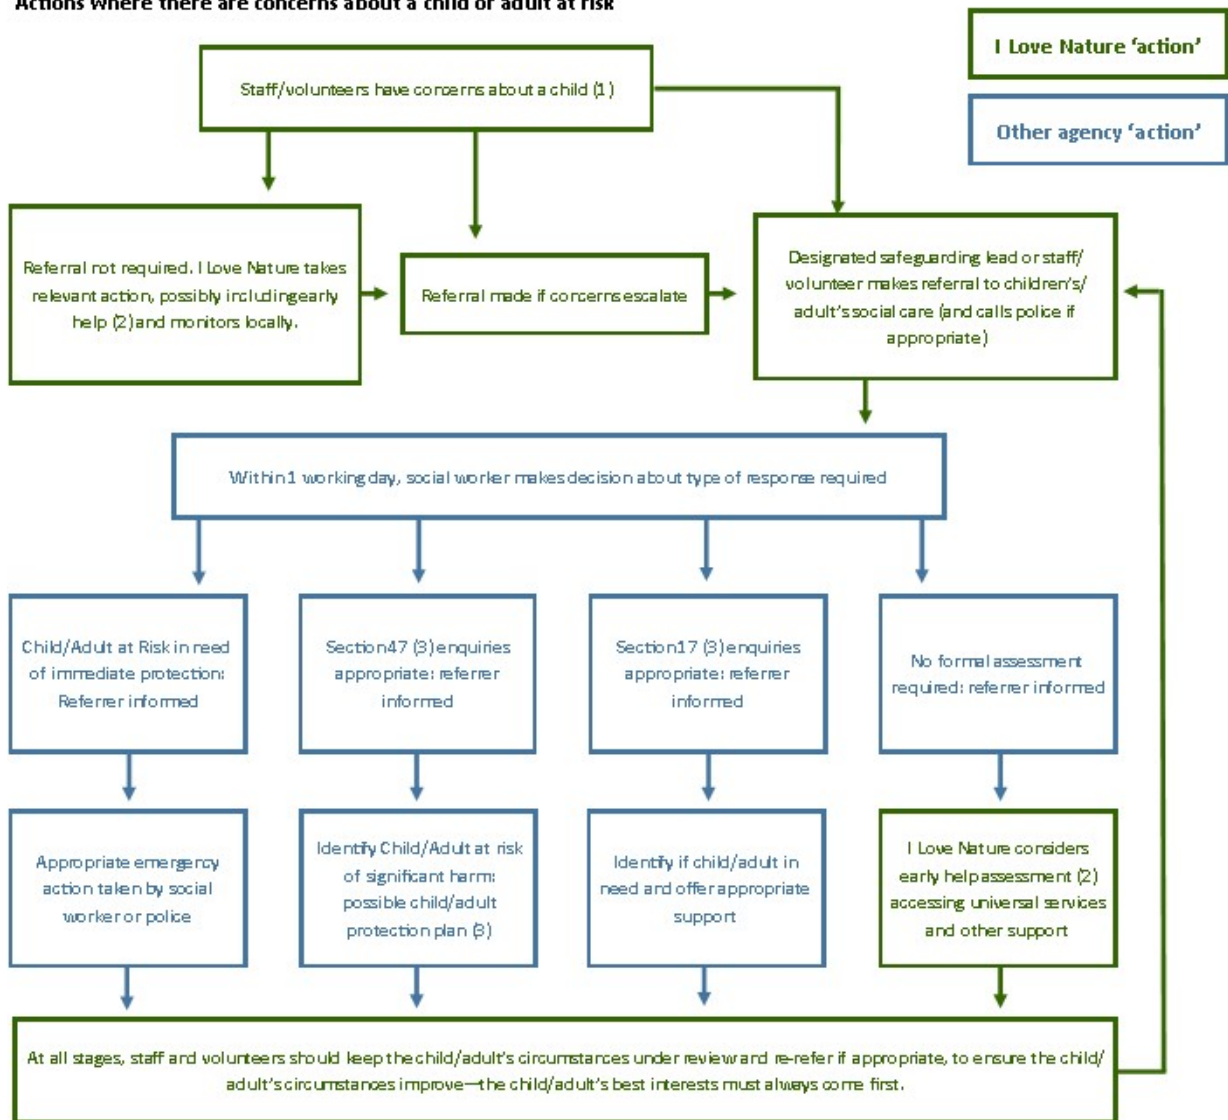 Actions where there are concerns about a child or adult at risk
I Love Nature ‘action’
Other agency ‘action’
Staff/volunteers have concerns about a child (1)
Referral not required. I Love Nature takes
relevant action, possibly including early
help (2) and monitors locally.
Referral made if concerns escalate
Designated safeguarding lead or staff/
volunteer makes referral to children’s/
adult’s social care (and calls police if
appropriate)
Within 1 working day, social worker makes decision about type of response required
Child/Adult at Risk in need
of immediate protection:
Referrer informed
Section 47 (3) enquiries
appropriate: referrer
informed
Section 17 (3) enquiries
appropriate: referrer
informed
No formal assessment
required: referrer informed
Appropriate emergency
action taken by social
worker or police
Identify Child/Adult at risk
of significant harm:
possible child/adult
protection plan (3)
Identify if child/adult in
need and offer appropriate
support
I Love Nature considers
early help assessment (2)
accessing universal services
and other support
At all stages, staff and volunteers should keep the child/adult’s circumstances under review and re-refer if appropriate, to ensure the child/
adult’s circumstances improve—the child/adult’s best interests must always come first.